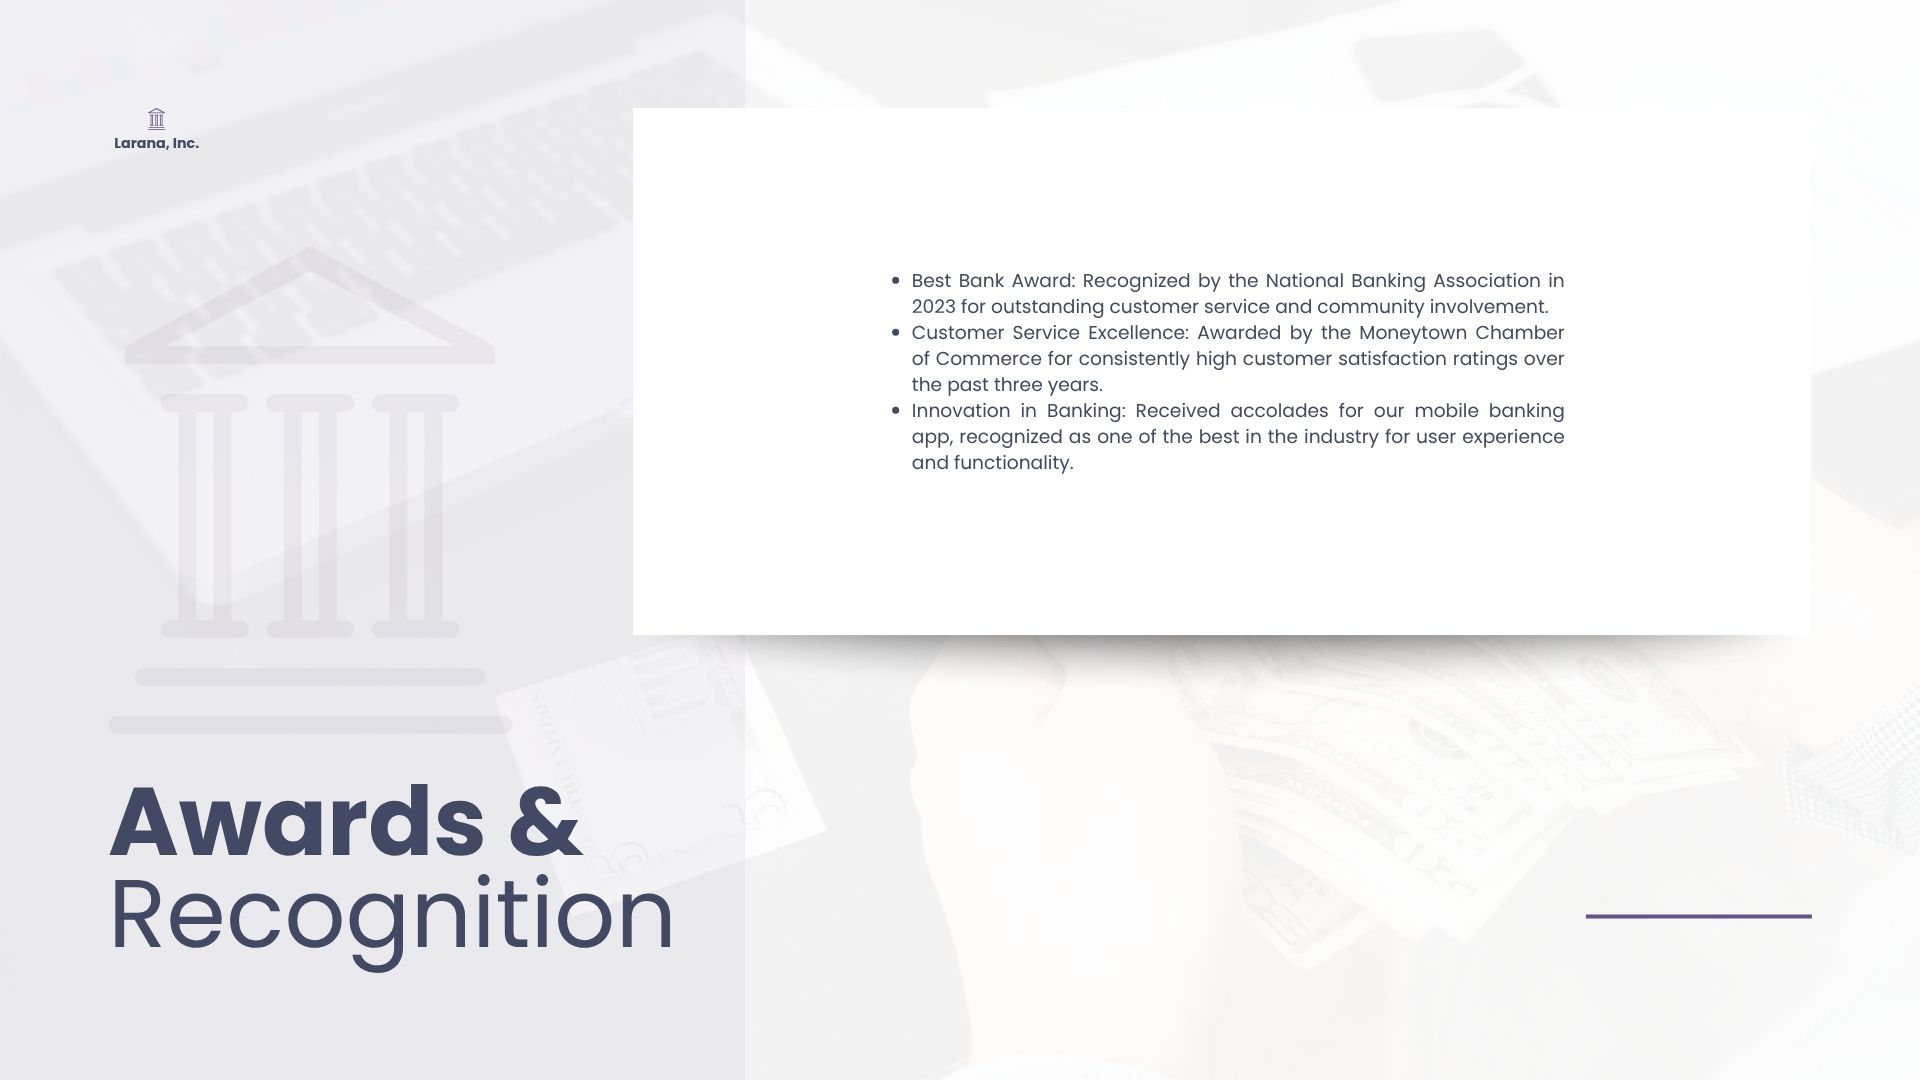 Larana, Inc.
Best Bank Award: Recognized by the National Banking Association in
2023 for outstanding customer service and community involvement.
Customer Service Excellence: Awarded by the Moneytown Chamber
of Commerce for consistently high customer satisfaction ratings over
the past three years.
Innovation in Banking: Received accolades for our mobile banking
app, recognized as one of the best in the industry for user experience
and functionality.
Awards &
Recognition